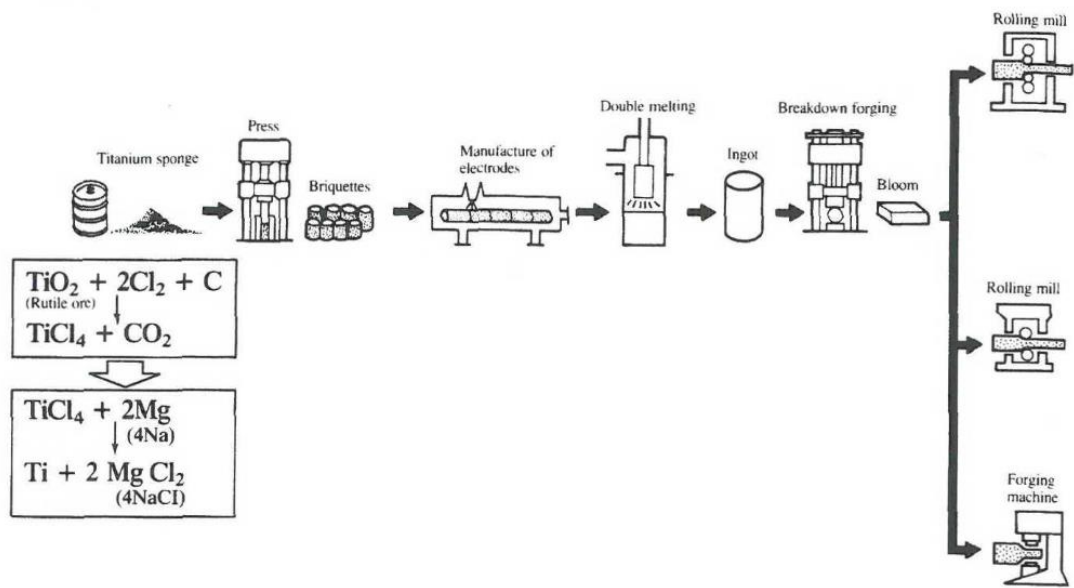 Rolling mill
Double melting
Breakdown forging
Press
Manufacture of
electrodes
Titanium sponge
Ingot
Briquettes
Bloom
TiO₂ + 2Cl₂ + C
(Rutile ore)
TiCl₄ + CO₂
TiCl₄ + 2Mg
(4Na)
Ti + 2 Mg Cl₂
(4NaCl)
Rolling mill
Forging
machine